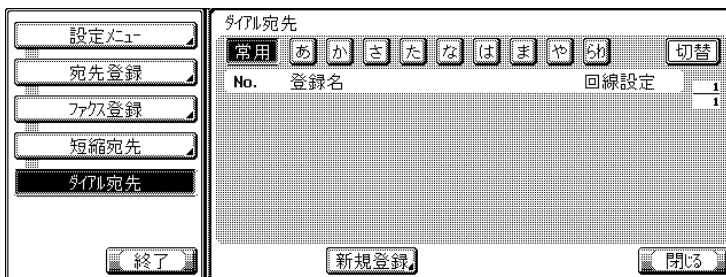 設定ﾒﾆｭｰ
宛先登録
ﾌｧｸｽ登録
短縮宛先
ﾀﾞｲｱﾙ宛先
終了
ﾀﾞｲｱﾙ宛先
常用 あ か さ た な は ま や らわ 切替
No. 登録名 回線設定
1
1
新規登録 閉じる